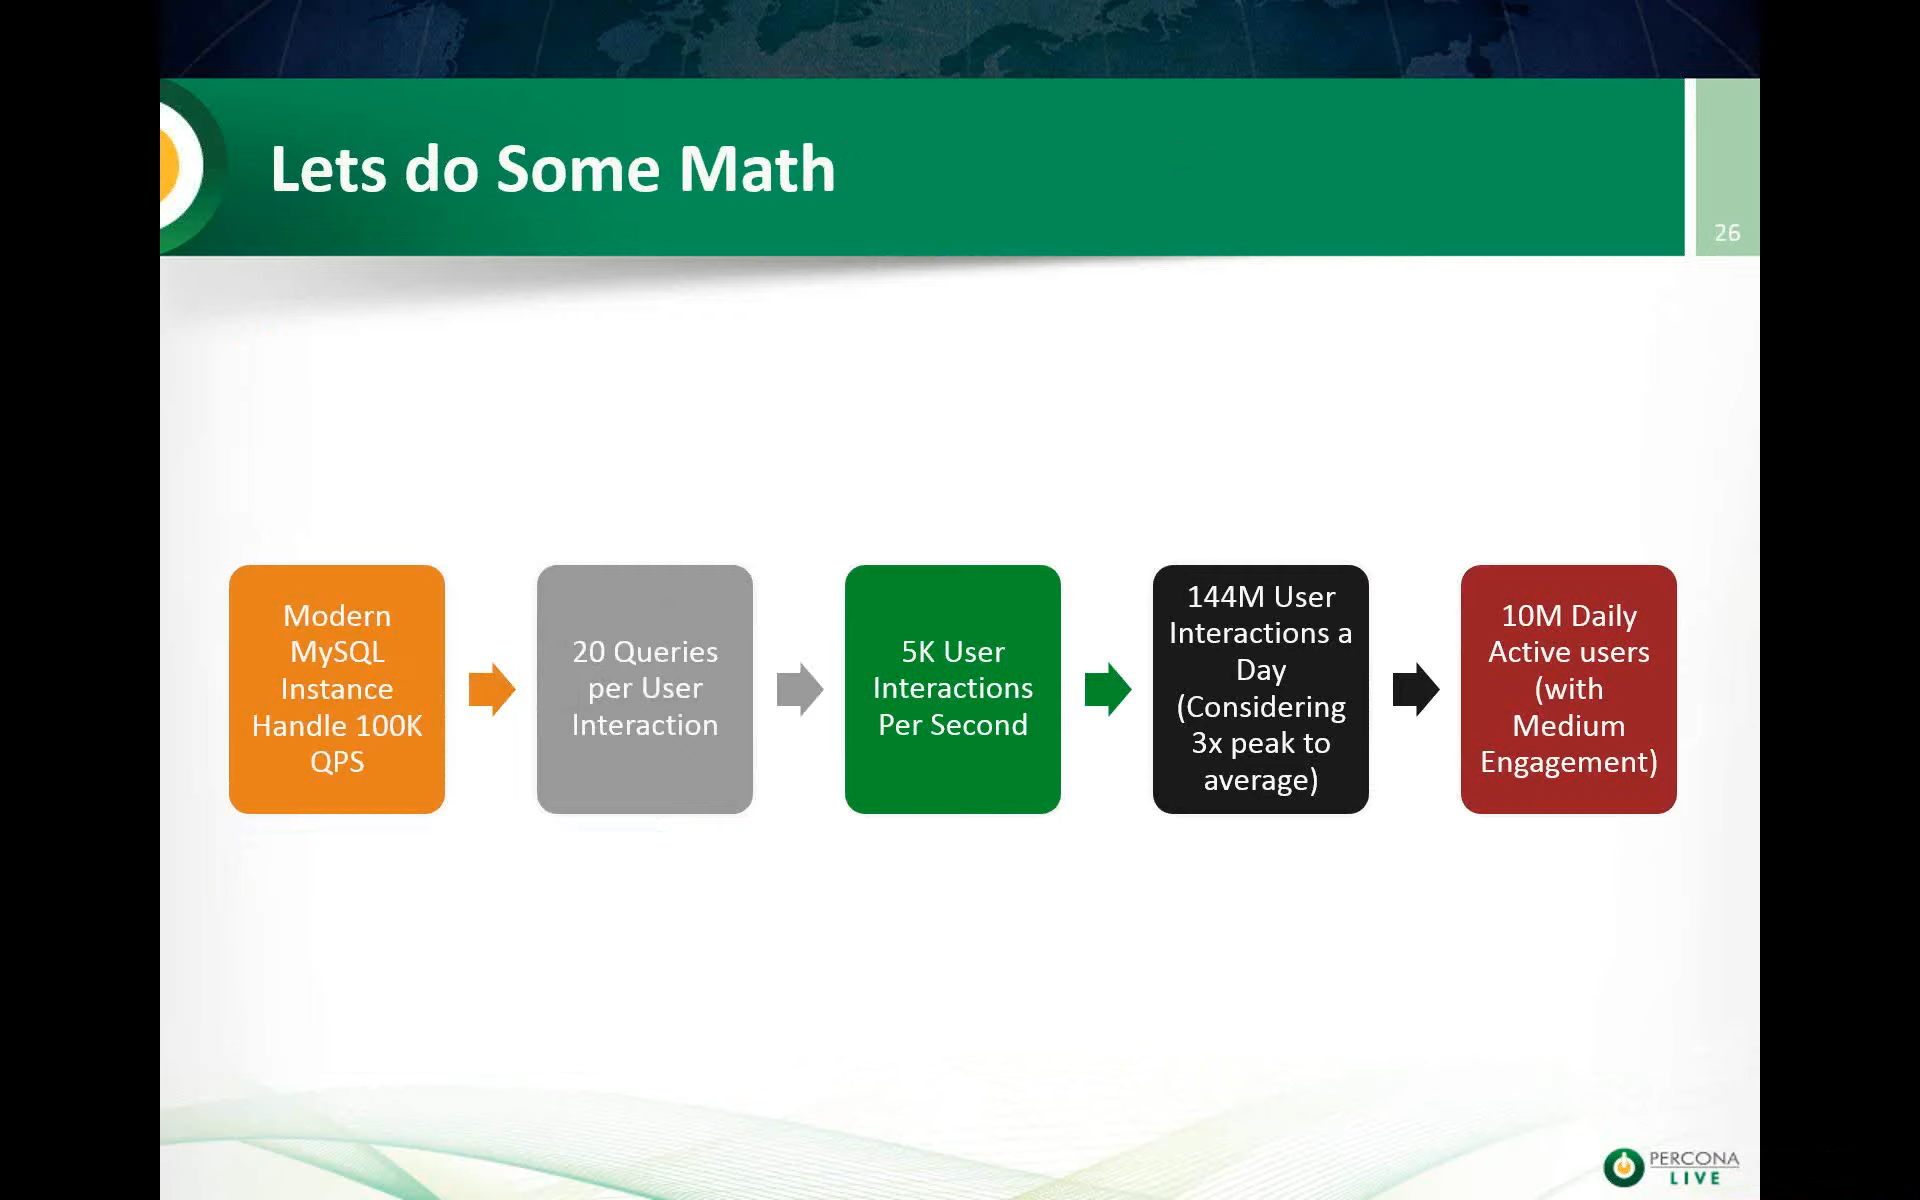 Lets do Some Math
26
Modern
MySQL
Instance
Handle 100K
QPS
20 Queries
per User
Interaction
5K User
Interactions
Per Second
144M User
Interactions a
Day
(Considering
3x peak to
average)
10M Daily
Active users
(with
Medium
Engagement)
PERCONA
LIVE